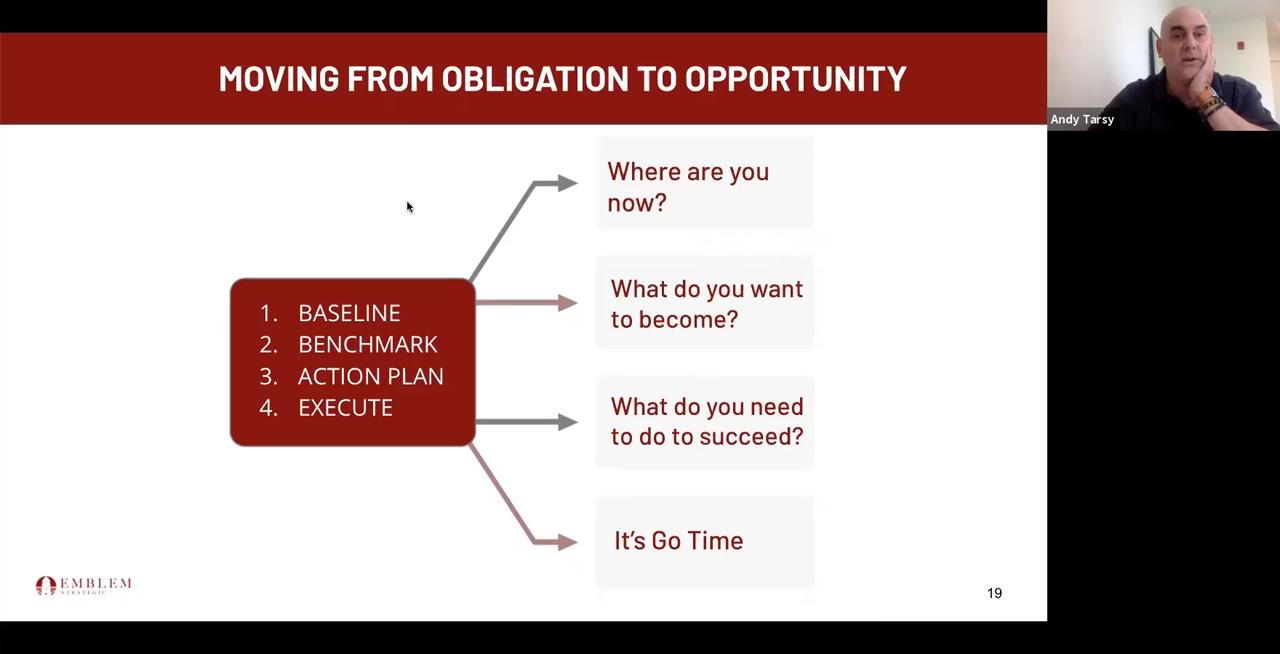 MOVING FROM OBLIGATION TO OPPORTUNITY
Andy Tarsy
Where are you
now?
1. BASELINE
2. BENCHMARK
3. ACTION PLAN
4. EXECUTE
What do you want
to become?
What do you need
to do to succeed?
It's Go Time
EMBLEM
STRATEGIC
19